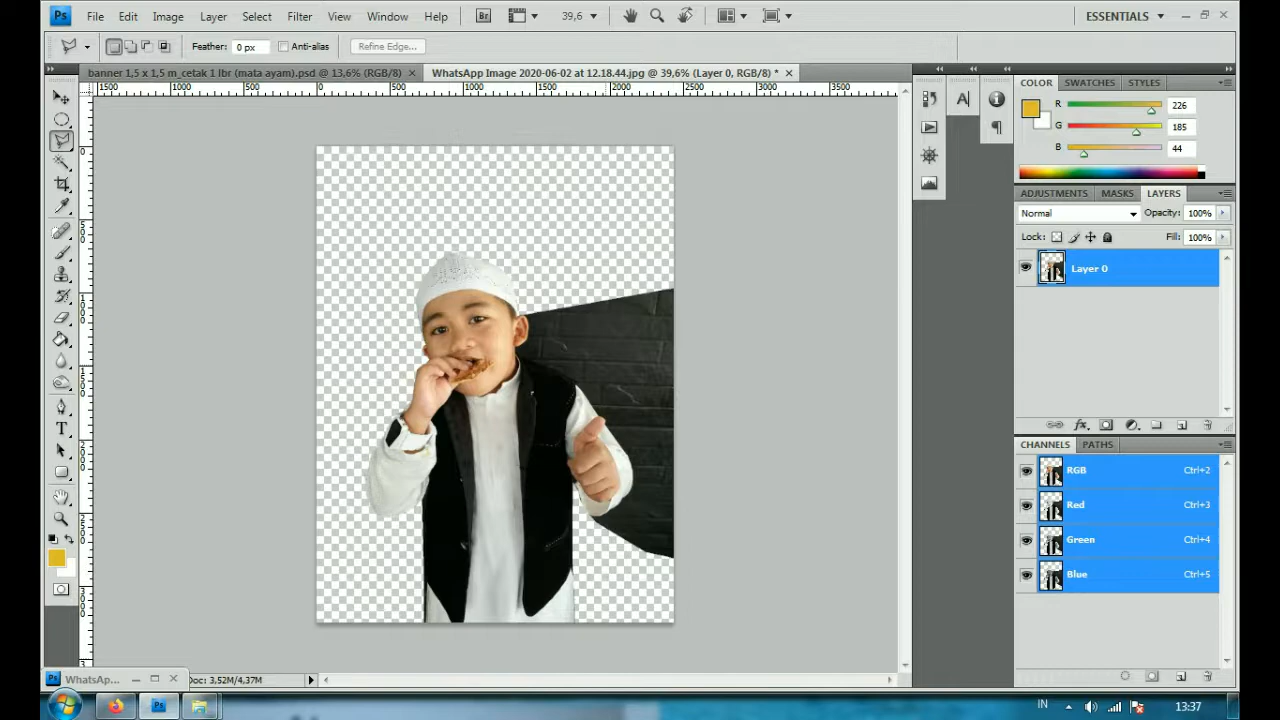 Ps File Edit Image Layer Select Filter View Window Help Br 39,6 ESSENTIALS
Feather: 0 px Anti-alias Refine Edge...
banner 1,5 x 1,5 m_cetak 1 lbr (mata ayam).psd @ 13,6% (RGB/8) × WhatsApp Image 2020-06-02 at 12.18.44.jpg @ 39,6% (Layer 0, RGB/8) * ×
1500 1000 500 0 500 1000 1500 2000 2500 3000 3500
COLOR SWATCHES STYLES
R 226
G 185
B 44
ADJUSTMENTS MASKS LAYERS
Normal Opacity: 100%
Lock: Fill: 100%
Layer 0
CHANNELS PATHS
RGB Ctrl+2
Red Ctrl+3
Green Ctrl+4
Blue Ctrl+5
Ps WhatsAp... Doc: 3,52M/4,37M
Ps IN 13:37